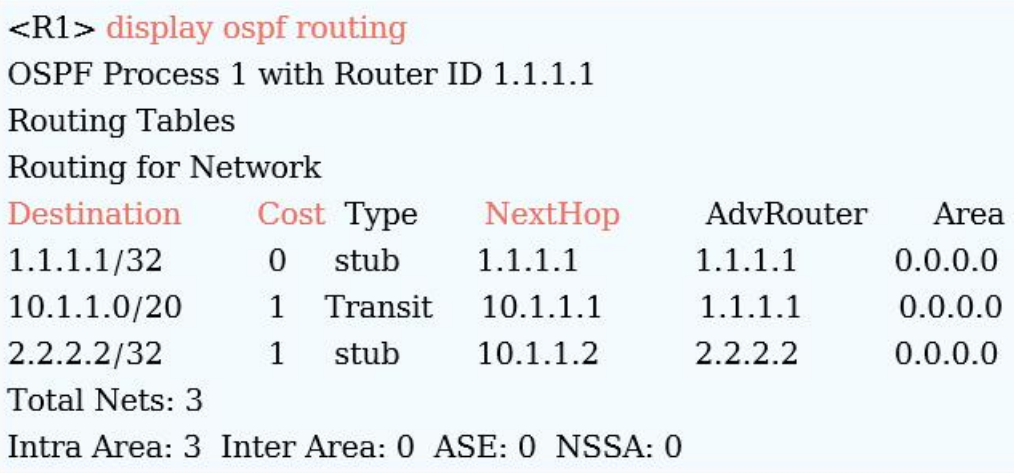 <R1> display ospf routing
OSPF Process 1 with Router ID 1.1.1.1
Routing Tables
Routing for Network
Destination Cost Type NextHop AdvRouter Area
1.1.1.1/32 0 stub 1.1.1.1 1.1.1.1 0.0.0.0
10.1.1.0/20 1 Transit 10.1.1.1 1.1.1.1 0.0.0.0
2.2.2.2/32 1 stub 10.1.1.2 2.2.2.2 0.0.0.0
Total Nets: 3
Intra Area: 3 Inter Area: 0 ASE: 0 NSSA: 0